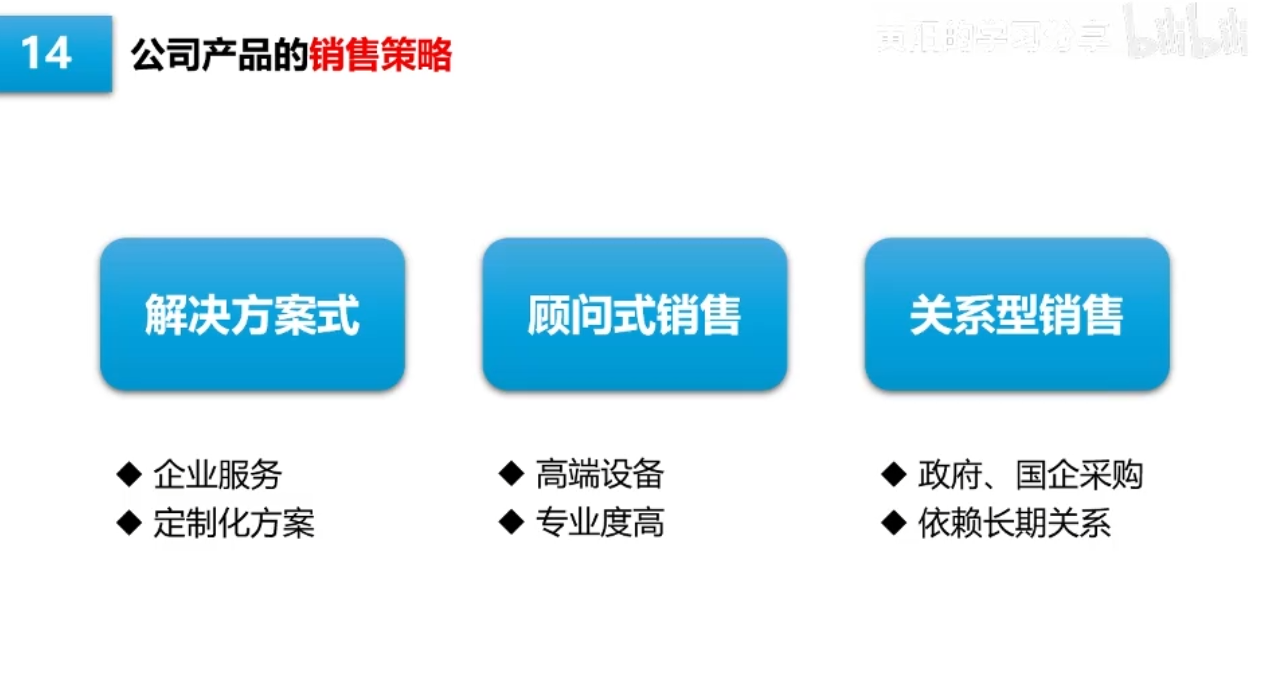 14
公司产品的销售策略
bilibili
解决方案式
顾问式销售
关系型销售
◆ 企业服务
◆ 定制化方案
◆ 高端设备
◆ 专业度高
◆ 政府、国企采购
◆ 依赖长期关系